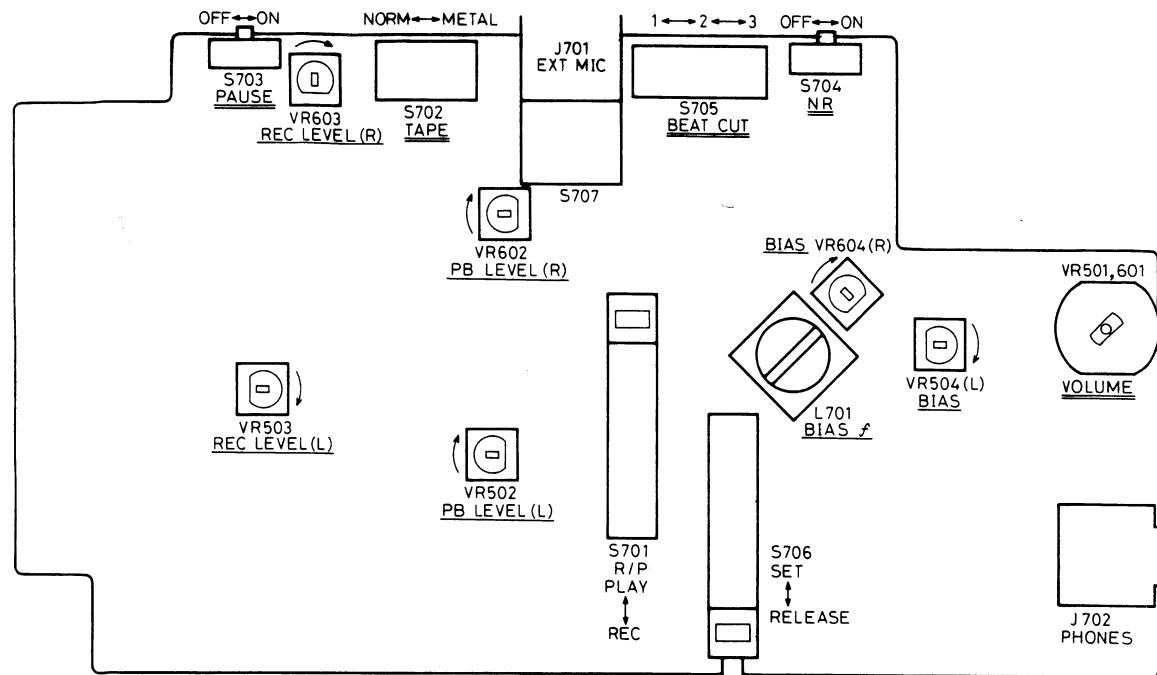 OFF↔ON
NORM↔METAL
1↔2↔3
OFF↔ON
J701
EXT MIC
S703
PAUSE
VR603
REC LEVEL (R)
S702
TAPE
S705
BEAT CUT
S704
NR
S707
VR602
PB LEVEL (R)
BIAS VR604 (R)
VR501,601
VOLUME
VR504 (L)
BIAS
L701
BIAS f
VR503
REC LEVEL (L)
VR502
PB LEVEL (L)
S701
R/P
PLAY
↕
REC
S706
SET
↕
RELEASE
J702
PHONES